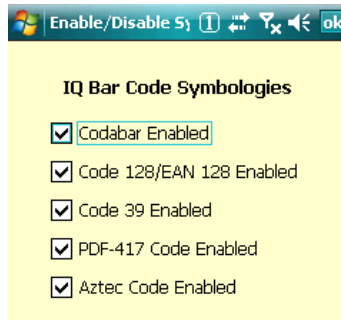 Enable/Disable Sy 1 ok
IQ Bar Code Symbologies
Codabar Enabled
Code 128/EAN 128 Enabled
Code 39 Enabled
PDF-417 Code Enabled
Aztec Code Enabled